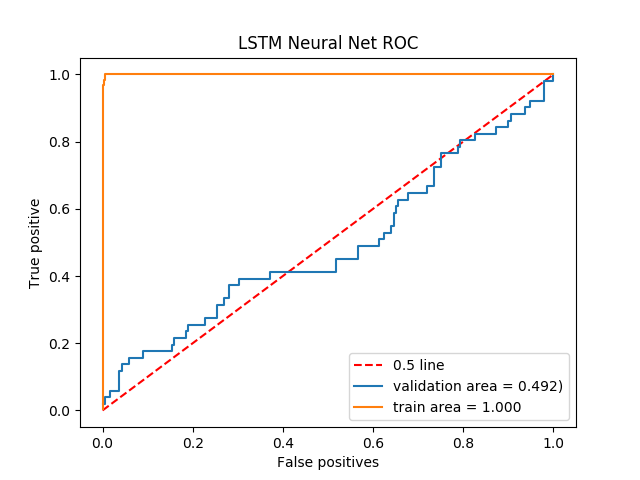 LSTM Neural Net ROC
1.0
0.8
0.6
0.4
0.2
0.0
True positive
0.5 line
validation area = 0.492)
train area = 1.000
0.0 0.2 0.4 0.6 0.8 1.0
False positives